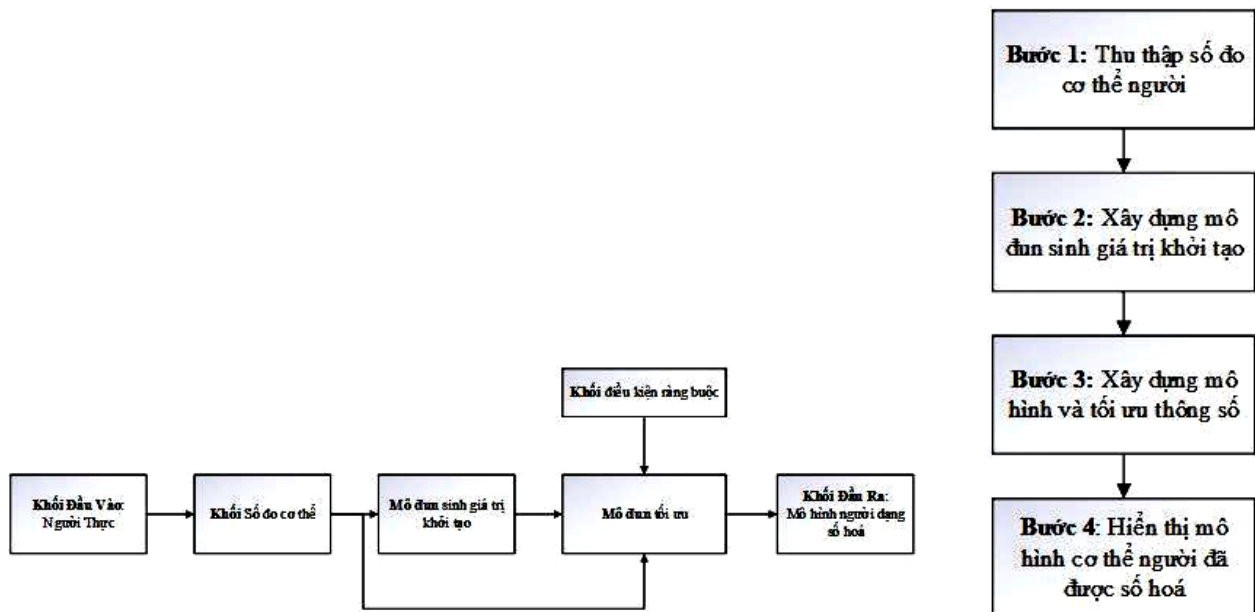 Khối điều kiện ràng buộc
Khối Đầu Vào:
Người Thực
Khối Số đo cơ thể
Mô đun sinh giá trị
khởi tạo
Mô đun tối ưu
Khối Đầu Ra:
Mô hình người dạng
số hoá
Bước 1: Thu thập số đo
cơ thể người
Bước 2: Xây dựng mô
đun sinh giá trị khởi tạo
Bước 3: Xây dựng mô
hình và tối ưu thông số
Bước 4: Hiển thị mô
hình cơ thể người đã
được số hoá